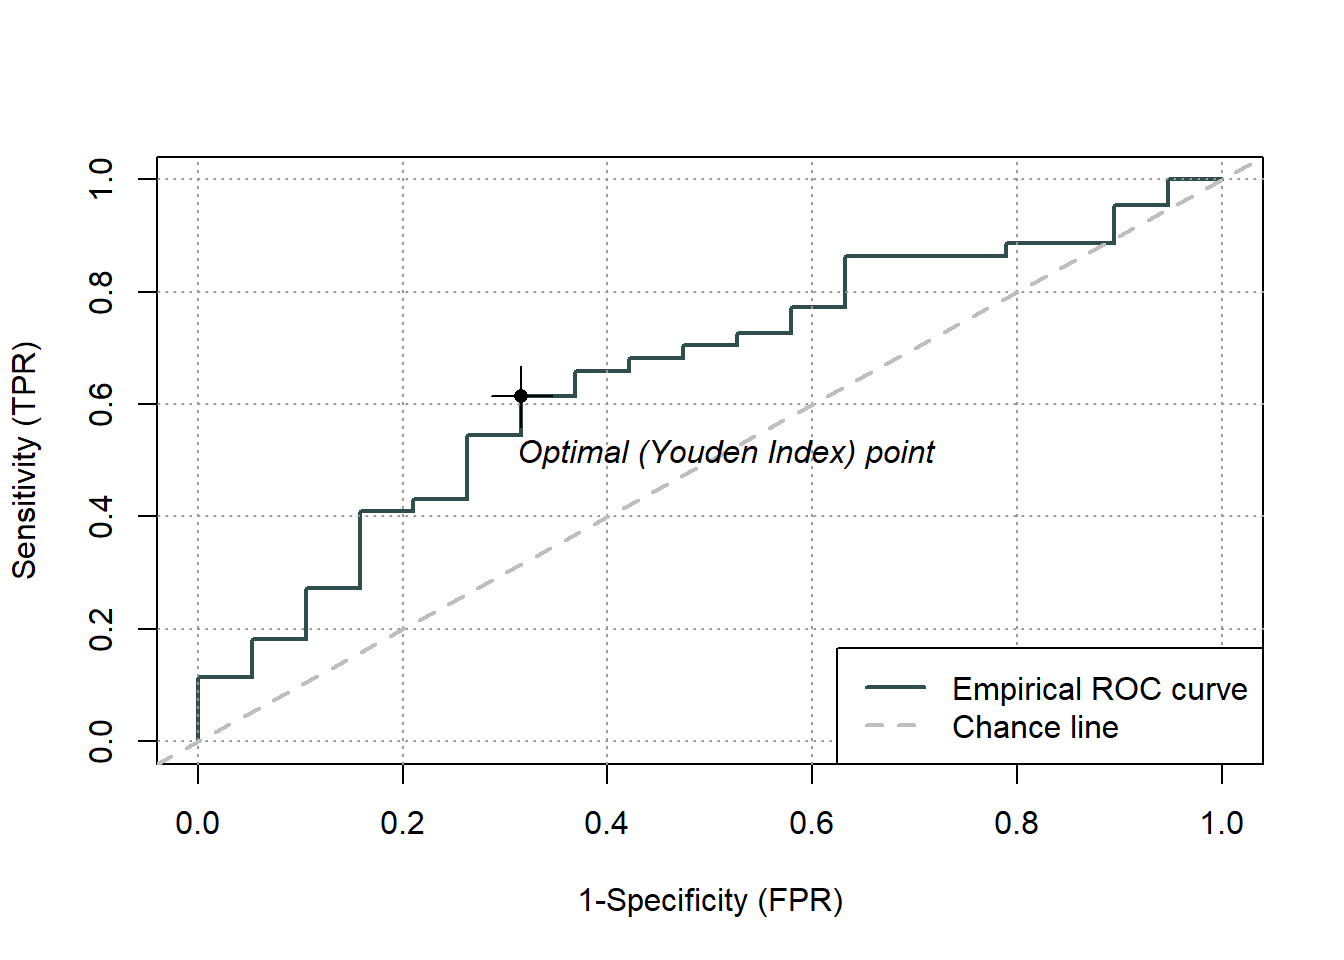 1.0
0.8
0.6
0.4
0.2
0.0
Sensitivity (TPR)
Optimal (Youden Index) point
Empirical ROC curve
Chance line
0.0 0.2 0.4 0.6 0.8 1.0
1-Specificity (FPR)